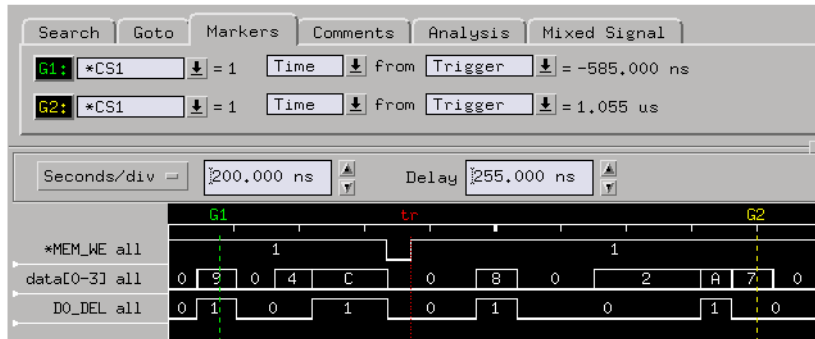 Search Goto Markers Comments Analysis Mixed Signal
G1: *CS1 = 1 Time from Trigger = -585.000 ns
G2: *CS1 = 1 Time from Trigger = 1.055 us
Seconds/div 200.000 ns Delay 255.000 ns
G1 tr G2
*MEM_WE all 1 1
data[0-3] all 0 9 0 4 C 0 8 0 2 A 7 0
DO_DEL all 0 1 0 1 0 1 0 1 0